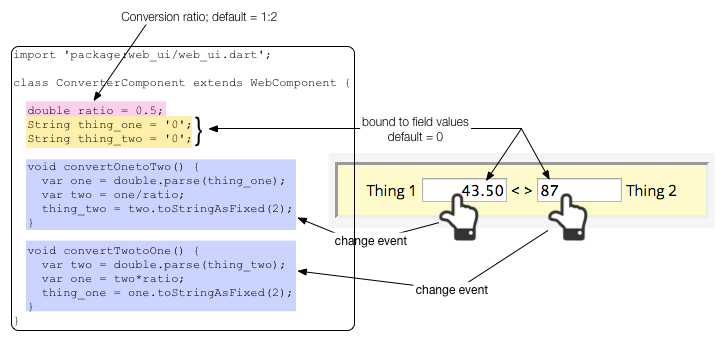 Conversion ratio; default = 1:2
import 'package:web_ui/web_ui.dart';
class ConverterComponent extends WebComponent {
double ratio = 0.5;
String thing_one = '0';
String thing_two = '0';
}
bound to field values
default = 0
void convertOnetoTwo() {
var one = double.parse(thing_one);
var two = one/ratio;
thing_two = two.toStringAsFixed(2);
}
Thing 1 43.50 < > 87 Thing 2
change event
void convertTwotoOne() {
var two = double.parse(thing_two);
var one = two*ratio;
thing_one = one.toStringAsFixed(2);
}
}
change event